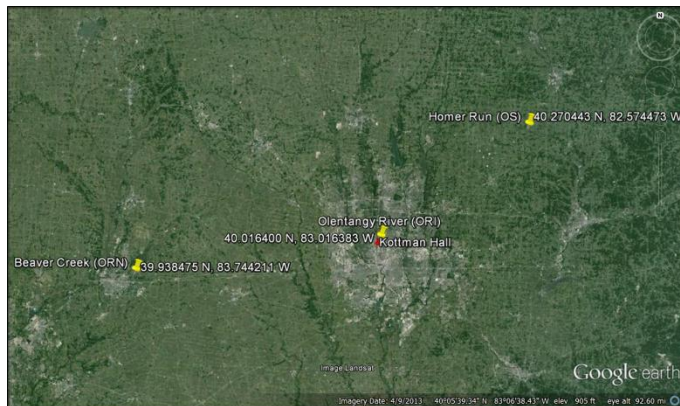 N
Homer Run (OS) 40.270443 N, 82.574473 W
Olentangy River (ORI)
40.016400 N, 83.016383 W Kottman Hall
Beaver Creek (ORN) 39.938475 N, 83.744211 W
Image Landsat
Google earth
Imagery Date: 4/9/2013 40°05'39.34" N 83°06'38.43" W elev 905 ft eye alt 92.60 mi